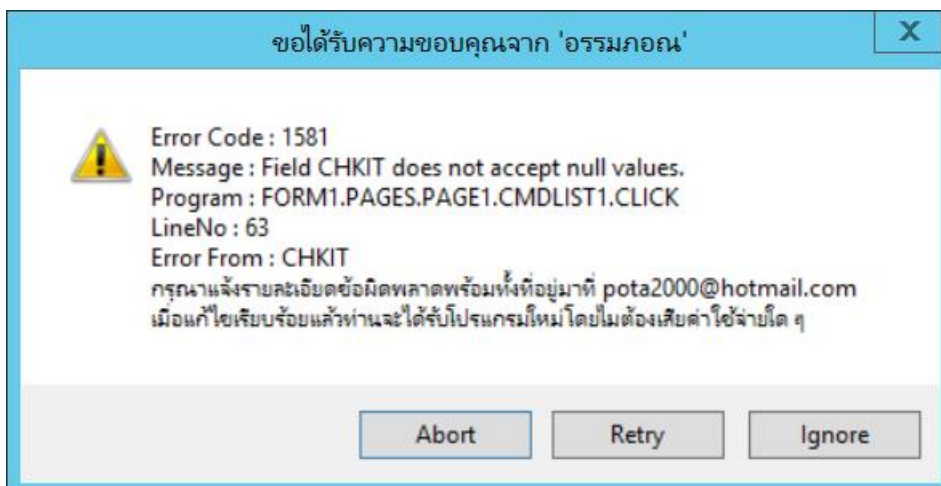 ขอได้รับความขอบคุณจาก 'อรรมภอณ'
X
Error Code : 1581
Message : Field CHKIT does not accept null values.
Program : FORM1.PAGES.PAGE1.CMDLIST1.CLICK
LineNo : 63
Error From : CHKIT
กรุณาแจ้งรายละเอียดข้อผิดพลาดพร้อมทั้งที่อยู่มาที่ pota2000@hotmail.com
เมื่อแก้ไขเรียบร้อยแล้วท่านจะได้รับโปรแกรมใหม่โดยไม่ต้องเสียค่าใช้จ่ายใด ๆ
Abort
Retry
Ignore